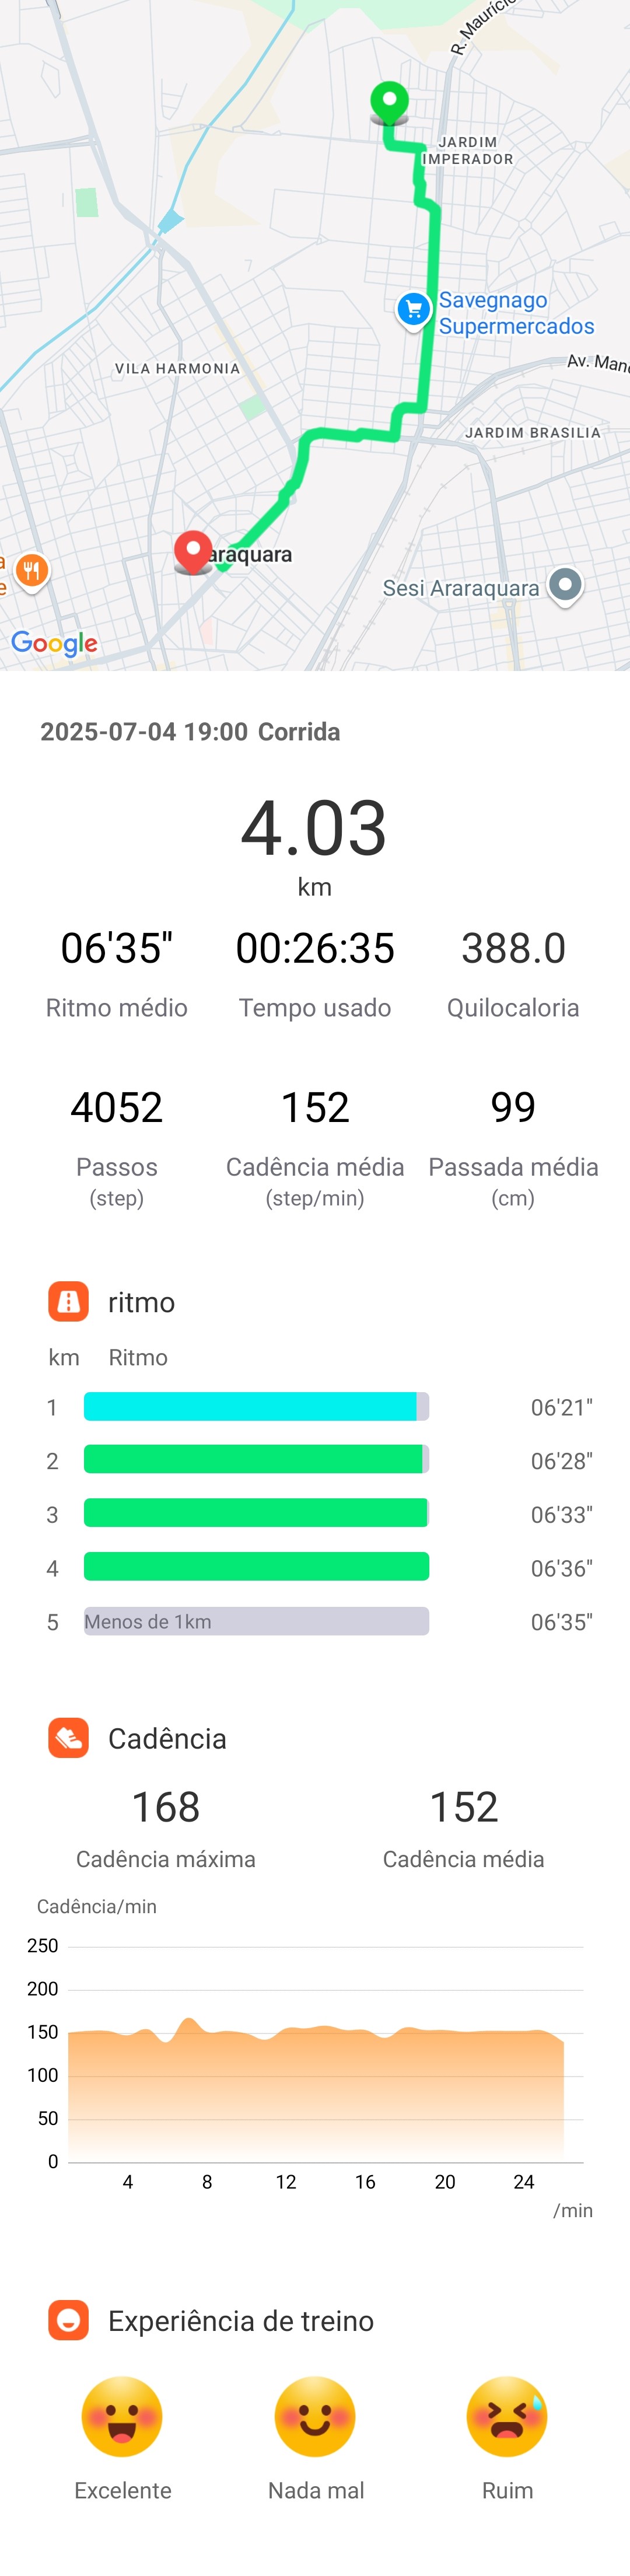 R. Maurício
JARDIM
IMPERADOR
Savegnago
Supermercados
VILA HARMONIA
Av. Man
JARDIM BRASILIA
araquara
a
e
Sesi Araraquara
Google
2025-07-04 19:00 Corrida
4.03
km
06'35" 00:26:35 388.0
Ritmo médio Tempo usado Quilocaloria
4052 152 99
Passos Cadência média Passada média
(step) (step/min) (cm)
ritmo
km Ritmo
1 06'21"
2 06'28"
3 06'33"
4 06'36"
5 Menos de 1km 06'35"
Cadência
168 152
Cadência máxima Cadência média
Cadência/min
250
200
150
100
50
0
4 8 12 16 20 24
/min
Experiência de treino
Excelente Nada mal Ruim